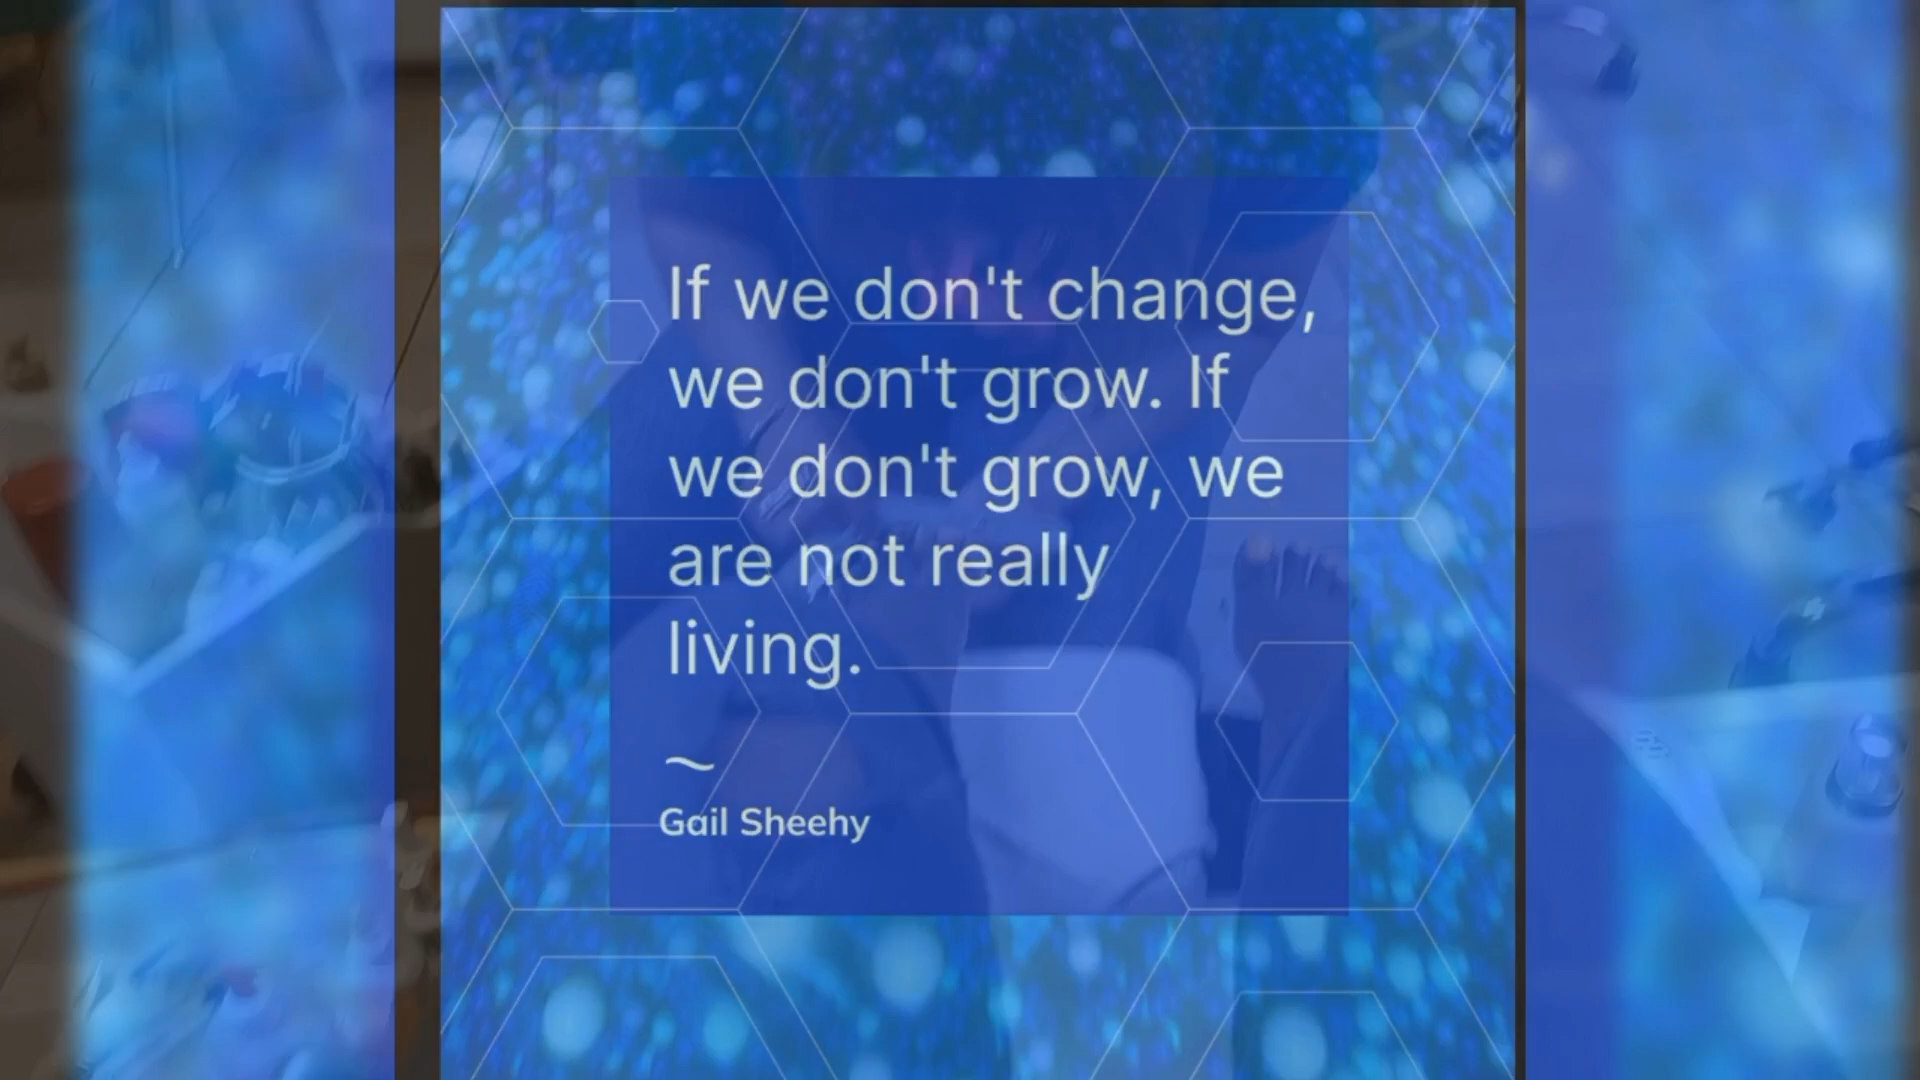 If we don't change,
we don't grow. If
we don't grow, we
are not really
living.
~
Gail Sheehy